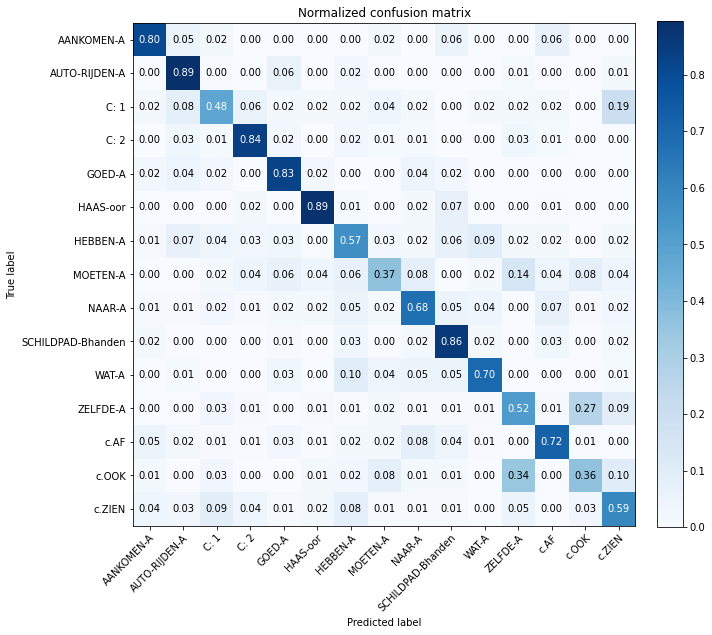 Normalized confusion matrix
AANKOMEN-A 0.80 0.05 0.02 0.00 0.00 0.00 0.00 0.02 0.00 0.06 0.00 0.00 0.06 0.00 0.00
AUTO-RIJDEN-A 0.00 0.89 0.00 0.00 0.06 0.00 0.02 0.00 0.00 0.00 0.00 0.01 0.00 0.00 0.01
C: 1 0.02 0.08 0.48 0.06 0.02 0.02 0.02 0.04 0.02 0.00 0.02 0.02 0.02 0.00 0.19
C: 2 0.00 0.03 0.01 0.84 0.02 0.00 0.02 0.01 0.01 0.00 0.00 0.03 0.01 0.00 0.00
GOED-A 0.02 0.04 0.02 0.00 0.83 0.02 0.00 0.00 0.04 0.02 0.00 0.00 0.00 0.00 0.00
HAAS-oor 0.00 0.00 0.00 0.02 0.00 0.89 0.01 0.00 0.02 0.07 0.00 0.00 0.01 0.00 0.00
HEBBEN-A 0.01 0.07 0.04 0.03 0.03 0.00 0.57 0.03 0.02 0.06 0.09 0.02 0.02 0.00 0.02
MOETEN-A 0.00 0.00 0.02 0.04 0.06 0.04 0.06 0.37 0.08 0.00 0.02 0.14 0.04 0.08 0.04
NAAR-A 0.01 0.01 0.02 0.01 0.02 0.02 0.05 0.02 0.68 0.05 0.04 0.00 0.07 0.01 0.02
SCHILDPAD-Bhanden 0.02 0.00 0.00 0.00 0.01 0.00 0.03 0.00 0.02 0.86 0.02 0.00 0.03 0.00 0.02
WAT-A 0.00 0.01 0.00 0.00 0.03 0.00 0.10 0.04 0.05 0.05 0.70 0.00 0.00 0.00 0.01
ZELFDE-A 0.00 0.00 0.03 0.01 0.00 0.01 0.01 0.02 0.01 0.01 0.01 0.52 0.01 0.27 0.09
c.AF 0.05 0.02 0.01 0.01 0.03 0.01 0.02 0.02 0.08 0.04 0.01 0.00 0.72 0.01 0.00
c.OOK 0.01 0.00 0.03 0.00 0.00 0.01 0.02 0.08 0.01 0.01 0.00 0.34 0.00 0.36 0.10
c.ZIEN 0.04 0.03 0.09 0.04 0.01 0.02 0.08 0.01 0.01 0.01 0.00 0.05 0.00 0.03 0.59
AANKOMEN-A
AUTO-RIJDEN-A
C: 1
C: 2
GOED-A
HAAS-oor
HEBBEN-A
MOETEN-A
NAAR-A
SCHILDPAD-Bhanden
WAT-A
ZELFDE-A
c.AF
c.OOK
c.ZIEN
Predicted label
True label
0.8
0.7
0.6
0.5
0.4
0.3
0.2
0.1
0.0